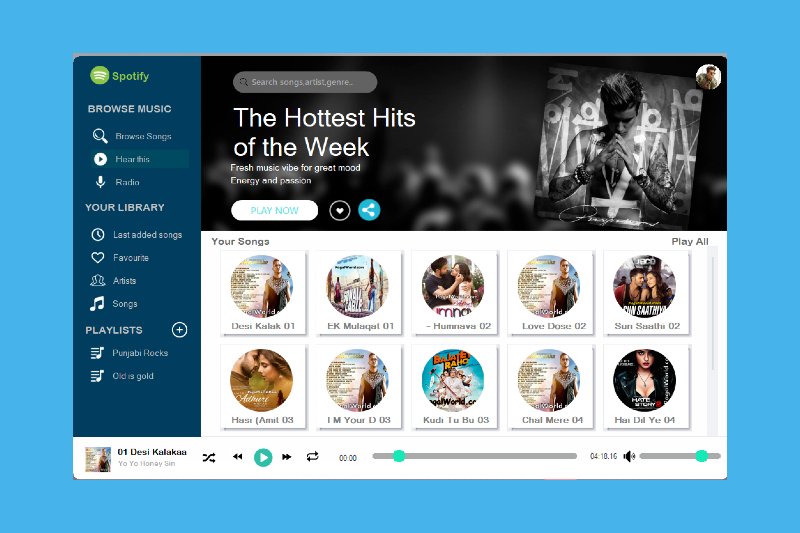 Spotify
Search songs,artist,genre..
BROWSE MUSIC
Browse Songs
Hear this
Radio
YOUR LIBRARY
Last added songs
Favourite
Artists
Songs
PLAYLISTS
Punjabi Rocks
Old is gold
The Hottest Hits
of the Week
Fresh music vibe for great mood
Energy and passion
PLAY NOW
Purpose
Your Songs
Play All
Desi Kalak 01
EK Mulaqat 01
- Humnava 02
Love Dose 02
Sun Saathi 02
Hasi (Amit 03
I M Your D 03
Kudi Tu Bu 03
Chal Mere 04
Har Dil Ye 04
01 Desi Kalakaa
Yo Yo Honay Sin
00:00
04:18.16